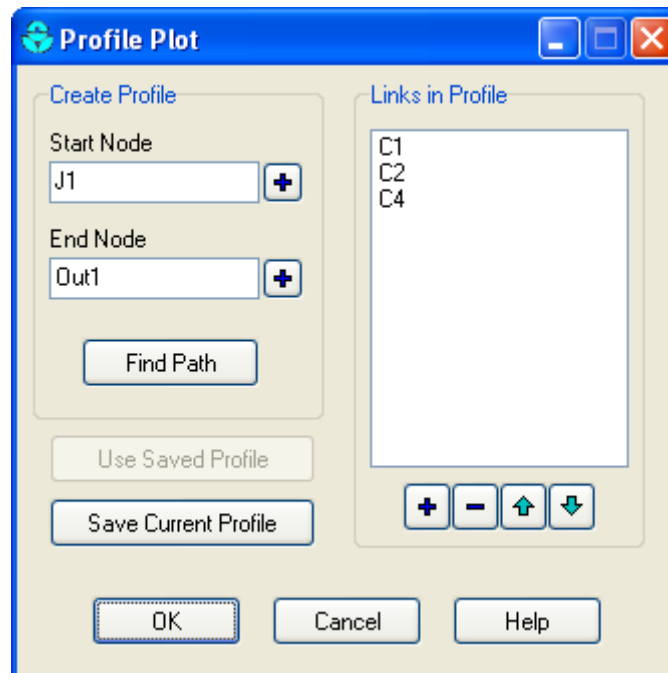 Profile Plot
Create Profile
Start Node
J1
End Node
Out1
Find Path
Use Saved Profile
Save Current Profile
Links in Profile
C1
C2
C4
OK
Cancel
Help